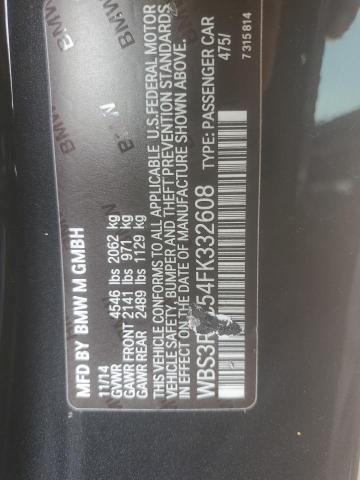 MFD BY BMW M GMBH
11/14
GVWR 4546 lbs 2062 kg
GAWR FRONT 2141 lbs 971 kg
GAWR REAR 2489 lbs 1129 kg
THIS VEHICLE CONFORMS TO ALL APPLICABLE U.S.FEDERAL MOTOR
VEHICLE SAFETY, BUMPER AND THEFTPREVENTION STANDARDS
IN EFFECT ON THE DATE OF MANUFACTURE SHOWN ABOVE.
TYPE: PASSENGER CAR
475/
7 315 814